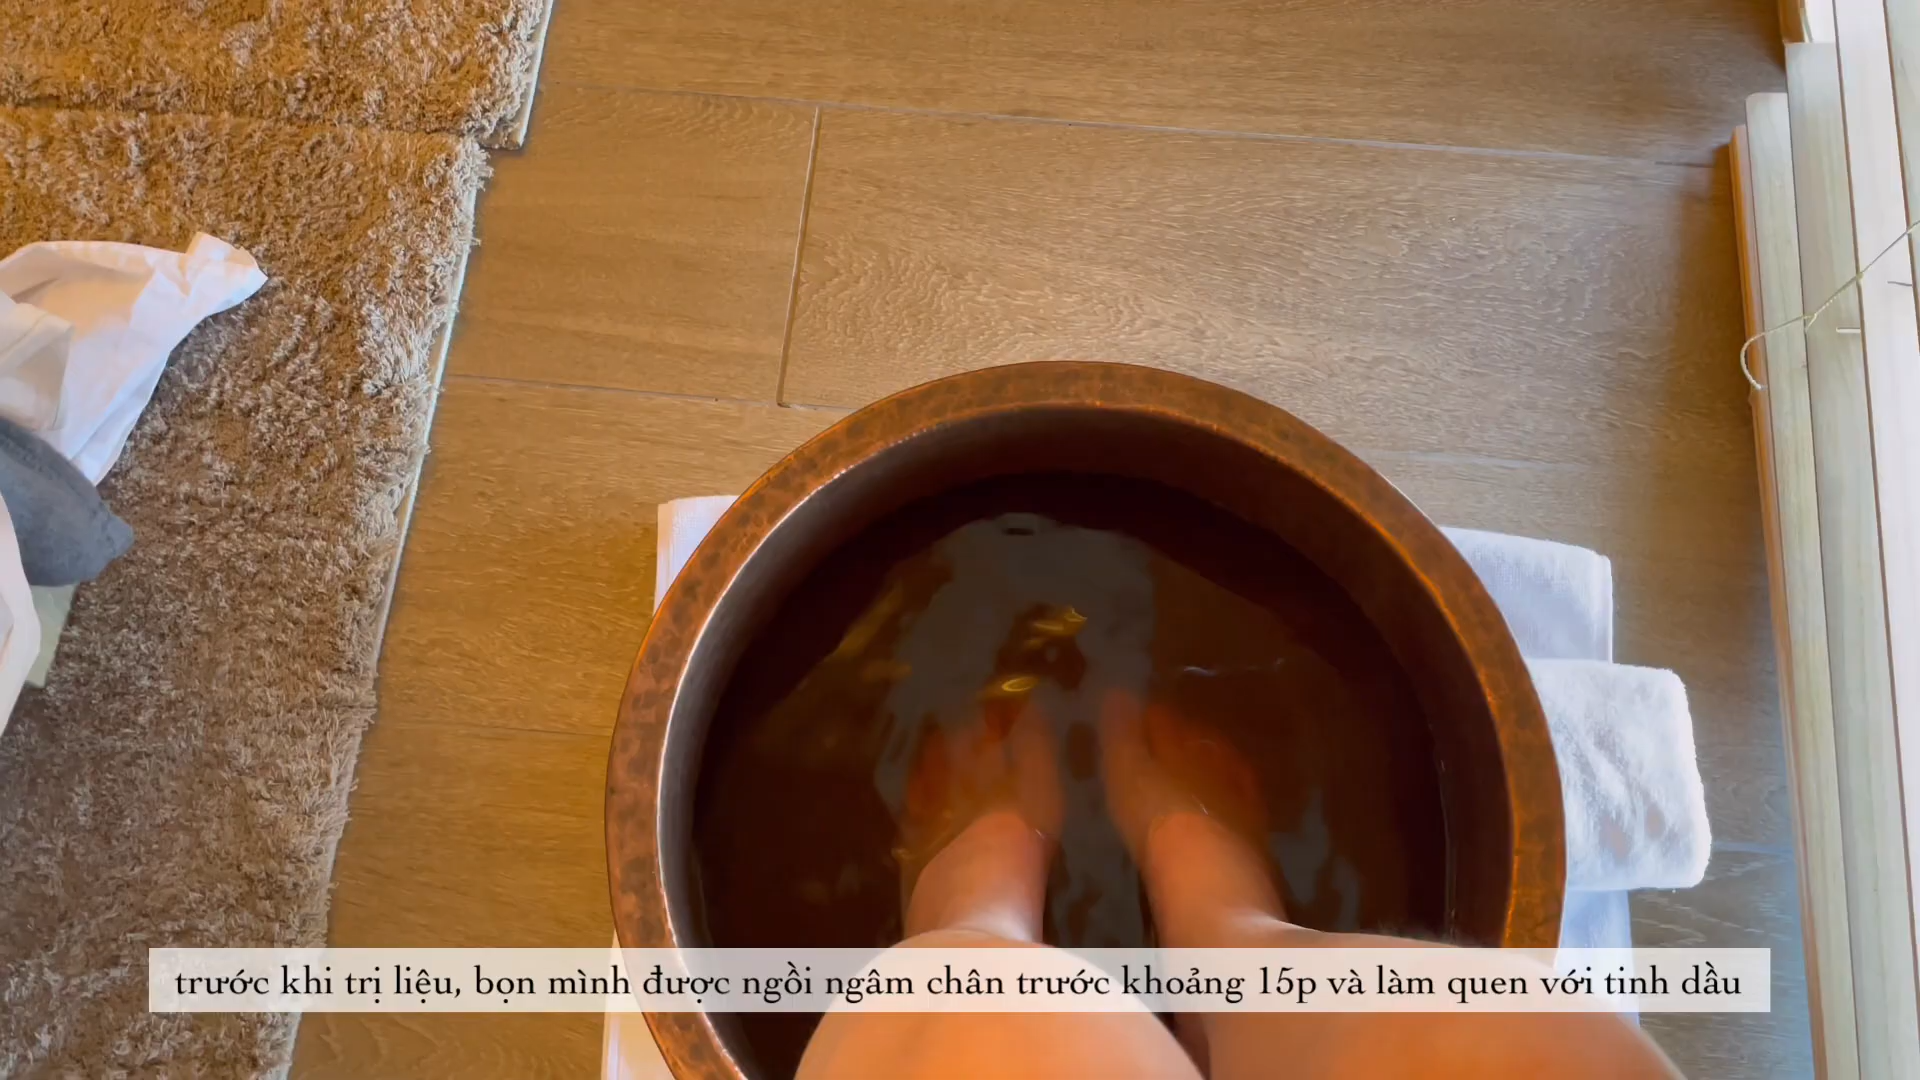 trước khi trị liệu, bọn mình được ngồi ngâm chân trước khoảng 15p và làm quen với tinh dầu